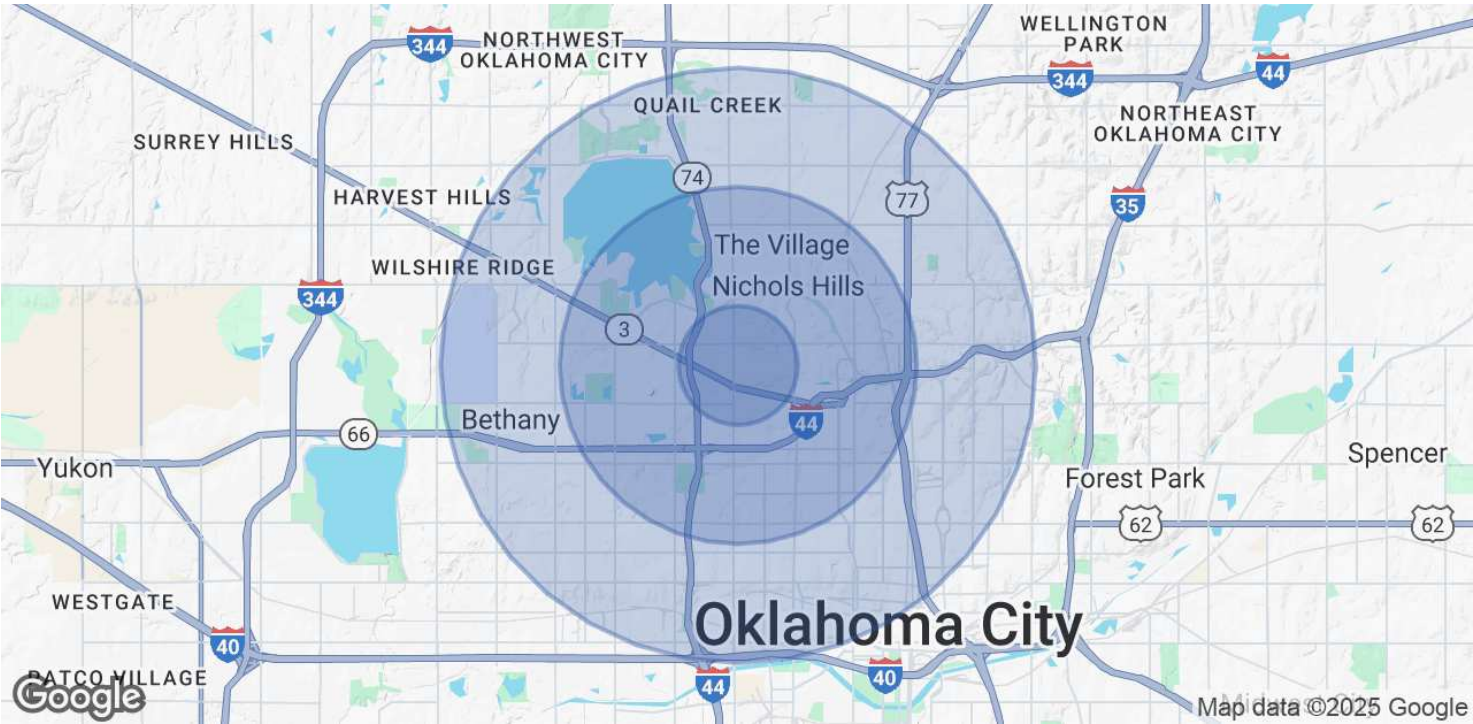 WELLINGTON
PARK
344
NORTHWEST
OKLAHOMA CITY
344
44
QUAIL CREEK
NORTHEAST
OKLAHOMA CITY
SURREY HILLS
74
HARVEST HILLS
77
35
The Village
WILSHIRE RIDGE
Nichols Hills
344
3
Bethany
44
66
Yukon
Spencer
Forest Park
62
62
WESTGATE
Oklahoma City
40
PATCO VILLAGE
40
44
Google
Midwest City
Map data ©2025 Google